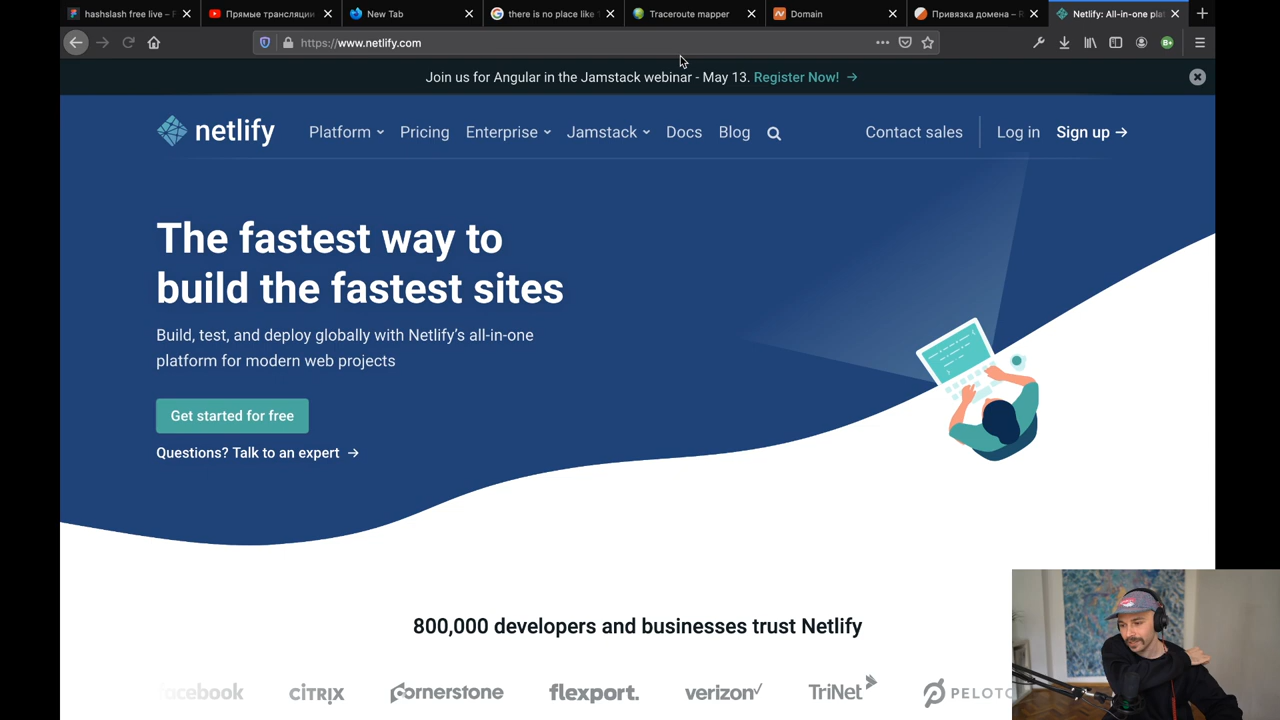 hashslash free live –
Прямые трансляции
New Tab
there is no place like
Traceroute mapper
Domain
Привязка домена –
Netlify: All-in-one
https://www.netlify.com
Join us for Angular in the Jamstack webinar - May 13. Register Now! →
netlify
Platform
Pricing
Enterprise
Jamstack
Docs
Blog
Contact sales
Log in
Sign up →
The fastest way to
build the fastest sites
Build, test, and deploy globally with Netlify's all-in-one
platform for modern web projects
Get started for free
Questions? Talk to an expert →
800,000 developers and businesses trust Netlify
facebook
citrix
cornerstone
flexport.
verizon✓
TriNet